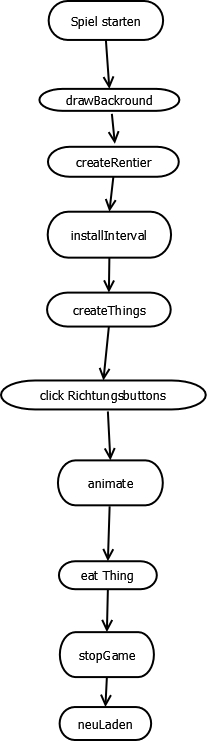 Spiel starten
drawBackround
createRentier
installInterval
createThings
click Richtungsbuttons
animate
eat Thing
stopGame
neuLaden